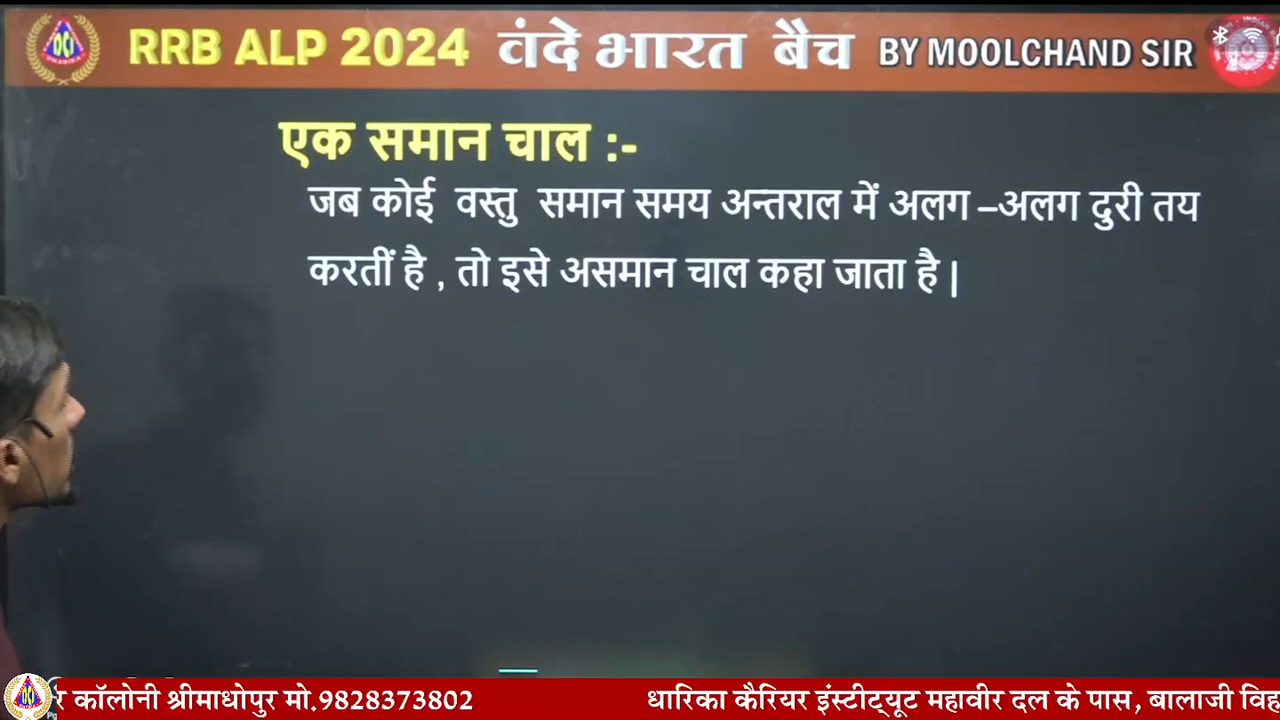 DCI
RRB ALP 2024 वंदे भारत बैच BY MOOLCHAND SIR
एक समान चाल :-
जब कोई वस्तु समान समय अन्तराल में अलग –अलग दुरी तय
करतीं है , तो इसे असमान चाल कहा जाता है |
र कॉलोनी श्रीमाधोपुर मो.9828373802 धारिका कैरियर इंस्टीट्यूट महावीर दल के पास, बालाजी विह